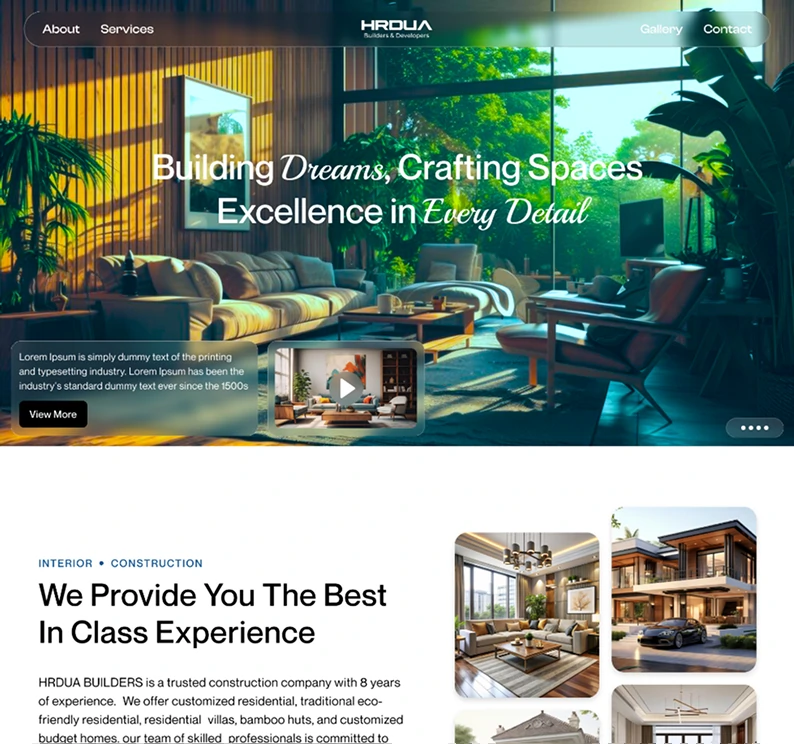 About Services HRDUA Gallery Contact
Builders & Developers
Building Dreams, Crafting Spaces
Excellence in Every Detail
Lorem Ipsum is simply dummy text of the printing
and typesetting industry. Lorem Ipsum has been the
industry's standard dummy text ever since the 1500s
View More
INTERIOR • CONSTRUCTION
We Provide You The Best
In Class Experience
HRDUA BUILDERS is a trusted construction company with 8 years
of experience. We offer customized residential, traditional eco-
friendly residential, residential villas, bamboo huts, and customized
budget homes. our team of skilled professionals is committed to